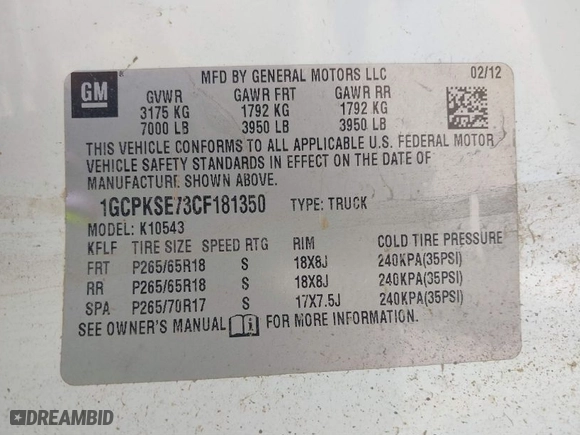 GM
MFD BY GENERAL MOTORS LLC 02/12
GVWR GAWR FRT GAWR RR
3175 KG 1792 KG 1792 KG
7000 LB 3950 LB 3950 LB
THIS VEHICLE CONFORMS TO ALL APPLICABLE U.S. FEDERAL MOTOR
VEHICLE SAFETY STANDARDS IN EFFECT ON THE DATE OF
MANUFACTURE SHOWN ABOVE.
1GCPKSE73CF181350 TYPE: TRUCK
MODEL: K10543
KFLF TIRE SIZE SPEED RTG RIM COLD TIRE PRESSURE
FRT P265/65R18 S 18X8J 240KPA(35PSI)
RR P265/65R18 S 18X8J 240KPA(35PSI)
SPA P265/70R17 S 17X7.5J 240KPA(35PSI)
SEE OWNER'S MANUAL FOR MORE INFORMATION.
DREAMBID